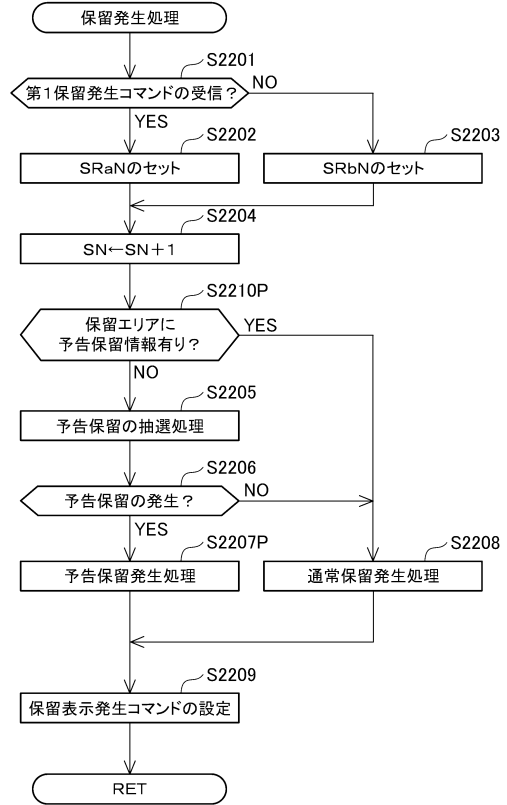 保留発生処理
S2201
第1保留発生コマンドの受信?
NO
YES
S2202
SRaNのセット
S2203
SRbNのセット
S2204
SN←SN+1
S2210P
保留エリアに
予告保留情報有り?
YES
NO
S2205
予告保留の抽選処理
S2206
予告保留の発生?
NO
YES
S2207P
予告保留発生処理
S2208
通常保留発生処理
S2209
保留表示発生コマンドの設定
RET